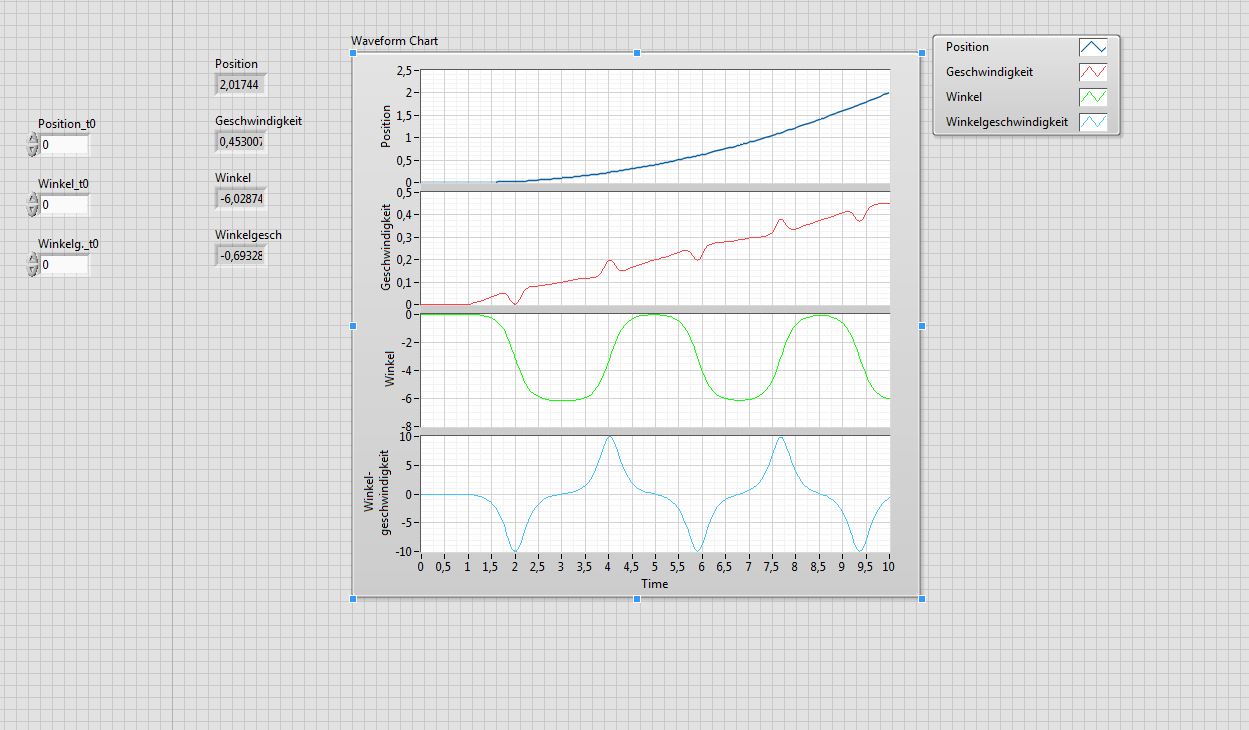 Position_t0
0
Winkel_t0
0
Winkelg._t0
0
Position
2,01744
Geschwindigkeit
0,453007
Winkel
-6,02874
Winkelgesch
-0,69328
Waveform Chart
Position
2,5
2
1,5
1
0,5
0
Geschwindigkeit
0,5
0,4
0,3
0,2
0,1
0
Winkel
0
-2
-4
-6
-8
Winkel-
geschwindigkeit
10
5
0
-5
-10
0 0,5 1 1,5 2 2,5 3 3,5 4 4,5 5 5,5 6 6,5 7 7,5 8 8,5 9 9,5 10
Time
Position
Geschwindigkeit
Winkel
Winkelgeschwindigkeit